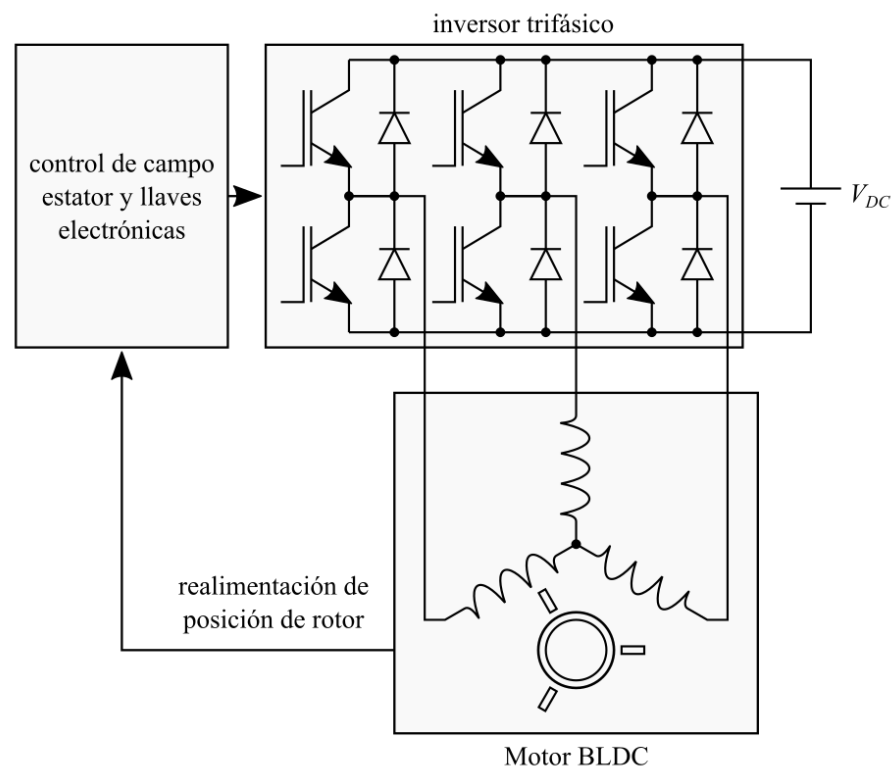 inversor trifásico
control de campo
estator y llaves
electrónicas
V_DC
realimentación de
posición de rotor
Motor BLDC